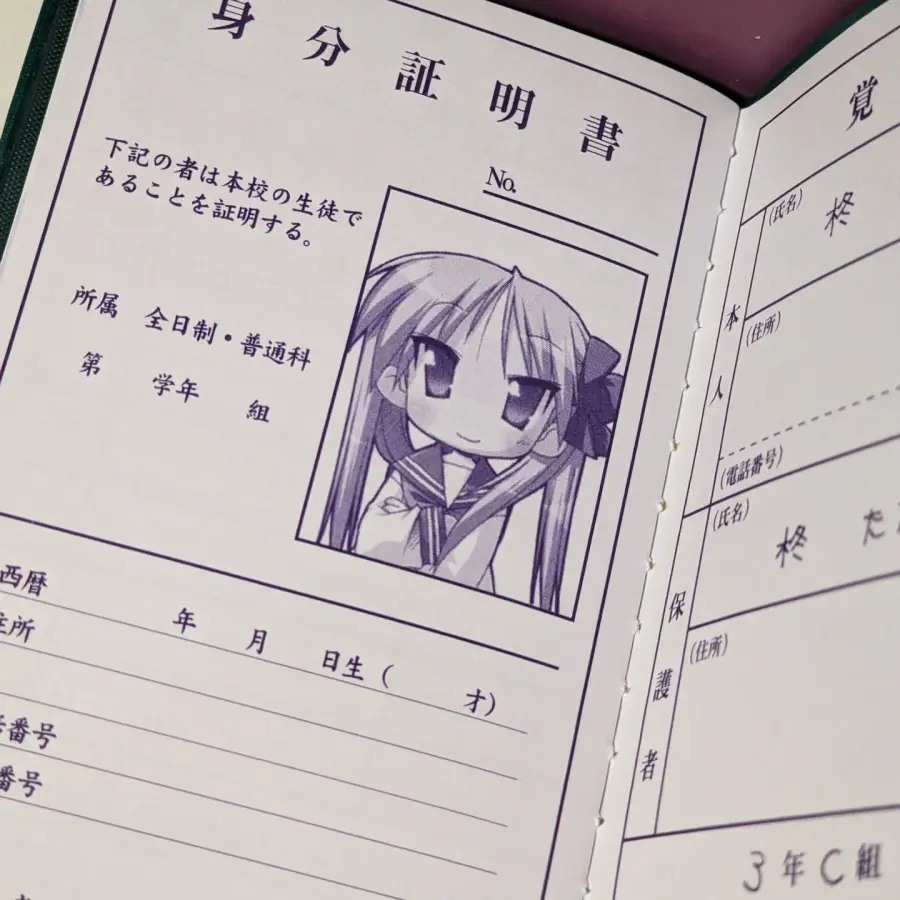 身分証明書
No.
下記の者は本校の生徒で
あることを証明する。
所属 全日制・普通科
第 学年 組
西暦 年 月 日生( 才)
住所
番号
番号
覚
本人
(氏名)
柊
(住所)
(電話番号)
保護者
(氏名)
柊 た
(住所)
3年C組